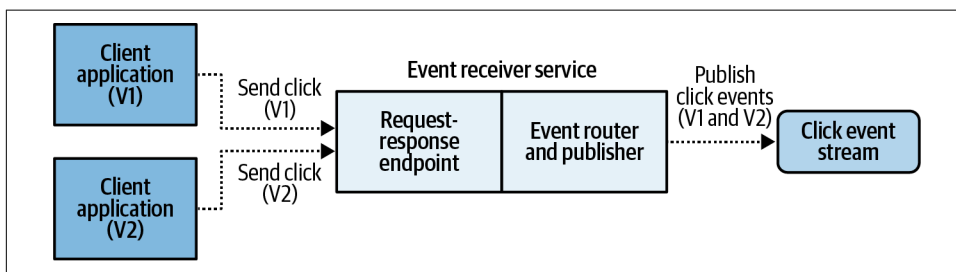 Client
application
(V1)
Send click
(V1)
Client
application
(V2)
Send click
(V2)
Event receiver service
Request-
response
endpoint
Event router
and publisher
Publish
click events
(V1 and V2)
Click event
stream